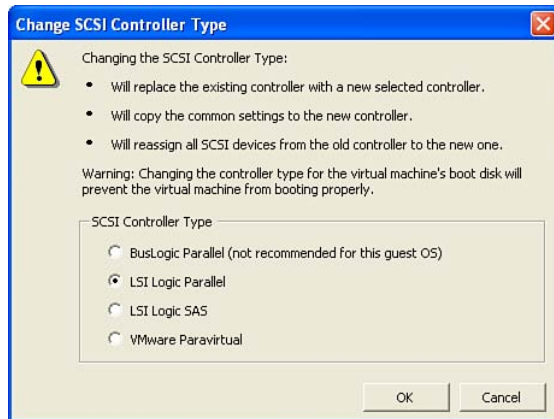 Change SCSI Controller Type
Changing the SCSI Controller Type:
• Will replace the existing controller with a new selected controller.
• Will copy the common settings to the new controller.
• Will reassign all SCSI devices from the old controller to the new one.
Warning: Changing the controller type for the virtual machine's boot disk will
prevent the virtual machine from booting properly.
SCSI Controller Type
BusLogic Parallel (not recommended for this guest OS)
LSI Logic Parallel
LSI Logic SAS
VMware Paravirtual
OK
Cancel